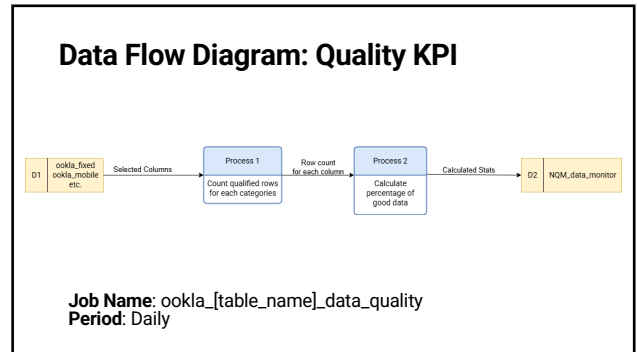 Data Flow Diagram: Quality KPI
D1
ookla_fixed
ookla_mobile
etc.
Selected Columns
Process 1
Count qualified rows
for each categories
Row count
for each column
Process 2
Calculate
percentage of
good data
Calculated Stats
D2
NQM_data_monitor
Job Name: ookla_[table_name]_data_quality
Period: Daily